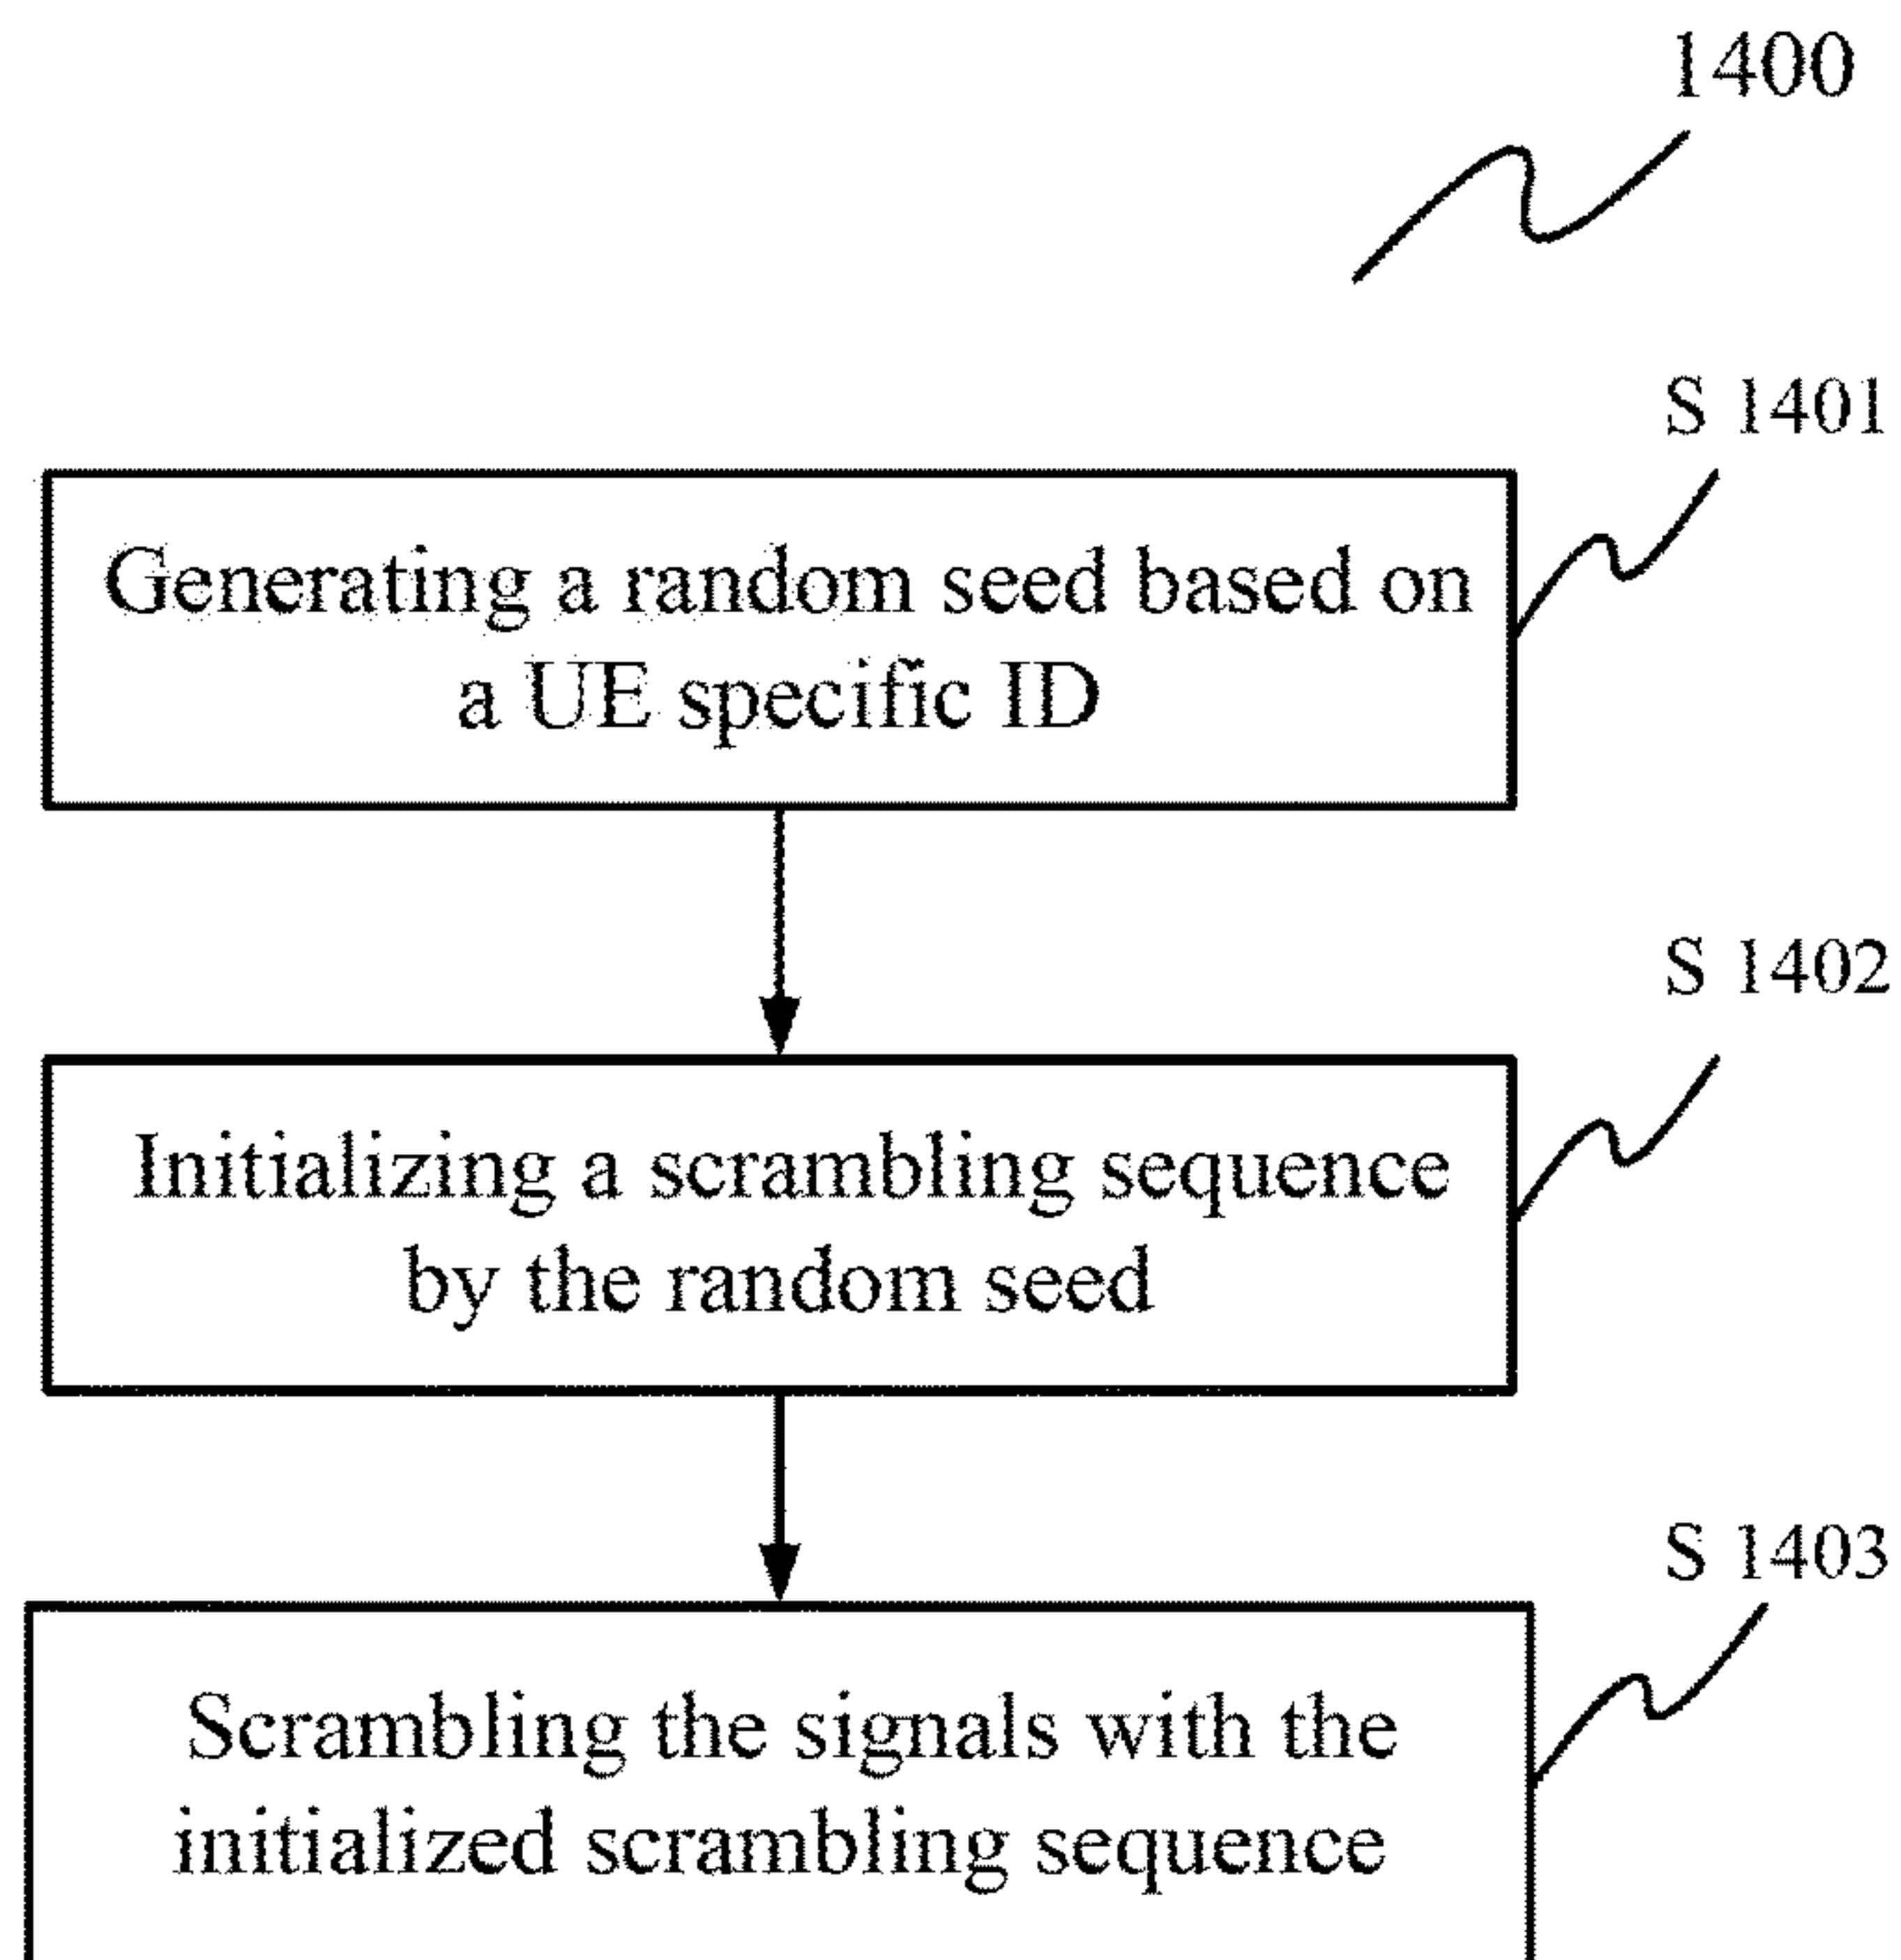 1400
S 1401
Generating a random seed based on
a UE specific ID
S 1402
Initializing a scrambling sequence
by the random seed
S 1403
Scrambling the signals with the
initialized scrambling sequence